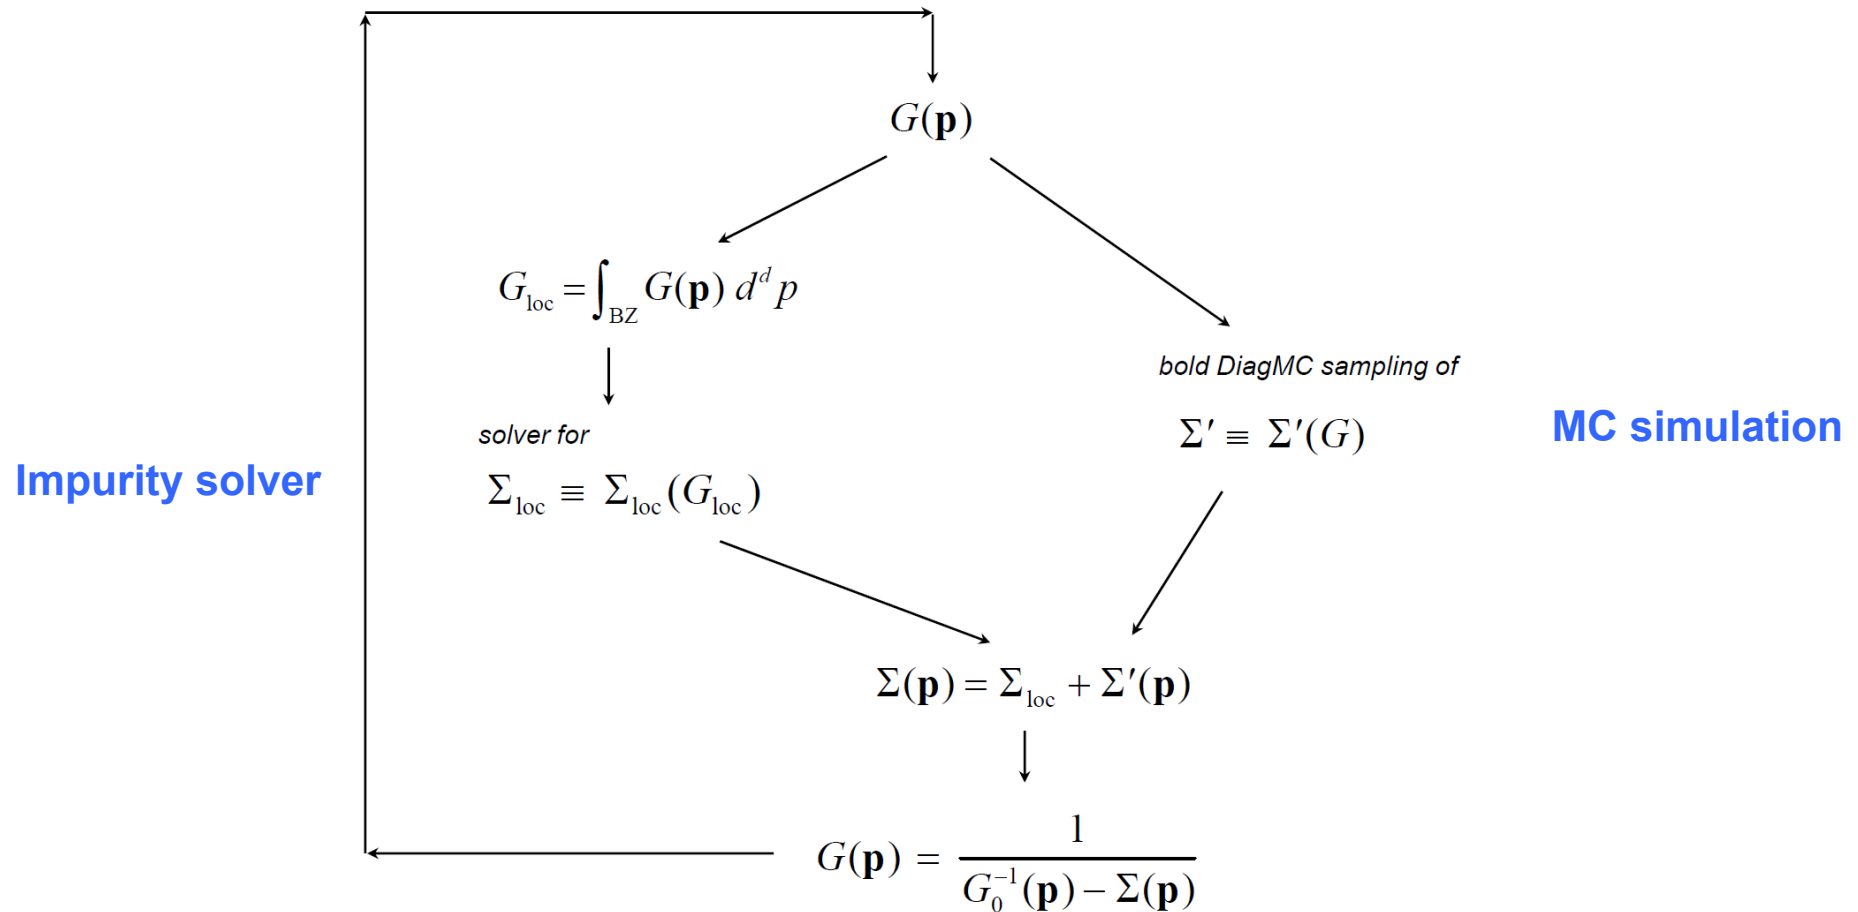 G(p)
G_loc = ∫_BZ G(p) d^d p
bold DiagMC sampling of
Σ′ ≡ Σ′(G)
MC simulation
solver for
Impurity solver
Σ_loc ≡ Σ_loc(G_loc)
Σ(p) = Σ_loc + Σ′(p)
G(p) = 1 / (G_0^{-1}(p) − Σ(p))